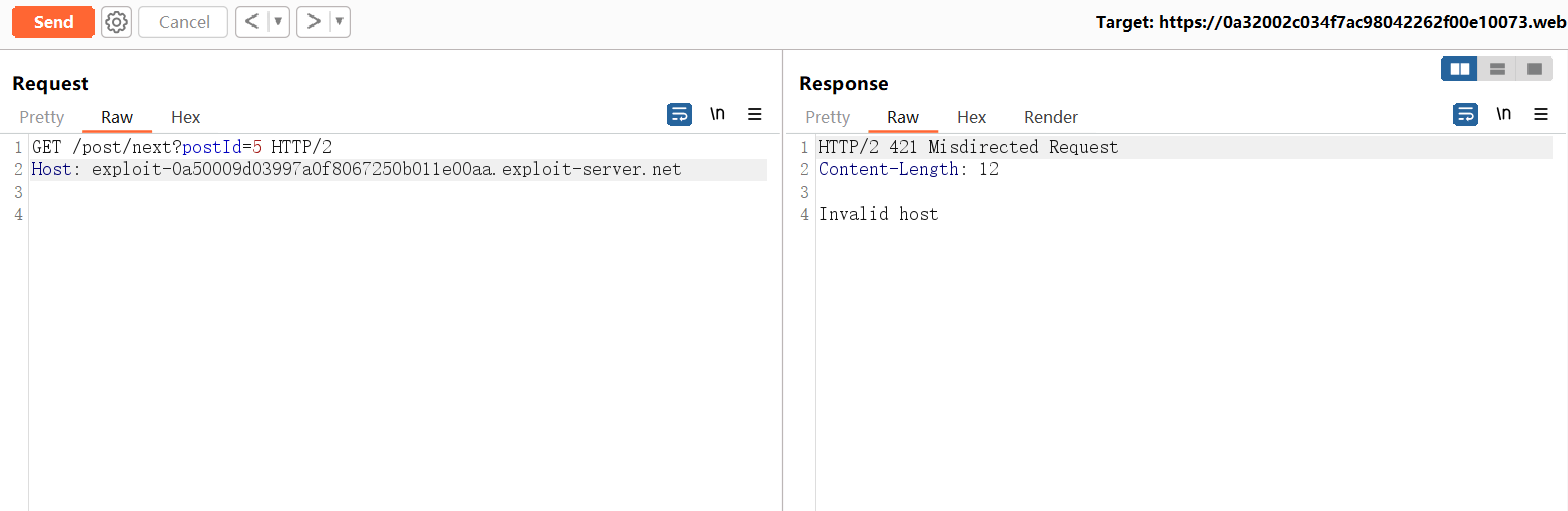 Send Cancel < > Target: https://0a32002c034f7ac98042262f00e10073.web
Request
Pretty Raw Hex \n
1 GET /post/next?postId=5 HTTP/2
2 Host: exploit-0a50009d03997a0f8067250b011e00aa.exploit-server.net
3
4
Response
Pretty Raw Hex Render \n
1 HTTP/2 421 Misdirected Request
2 Content-Length: 12
3
4 Invalid host